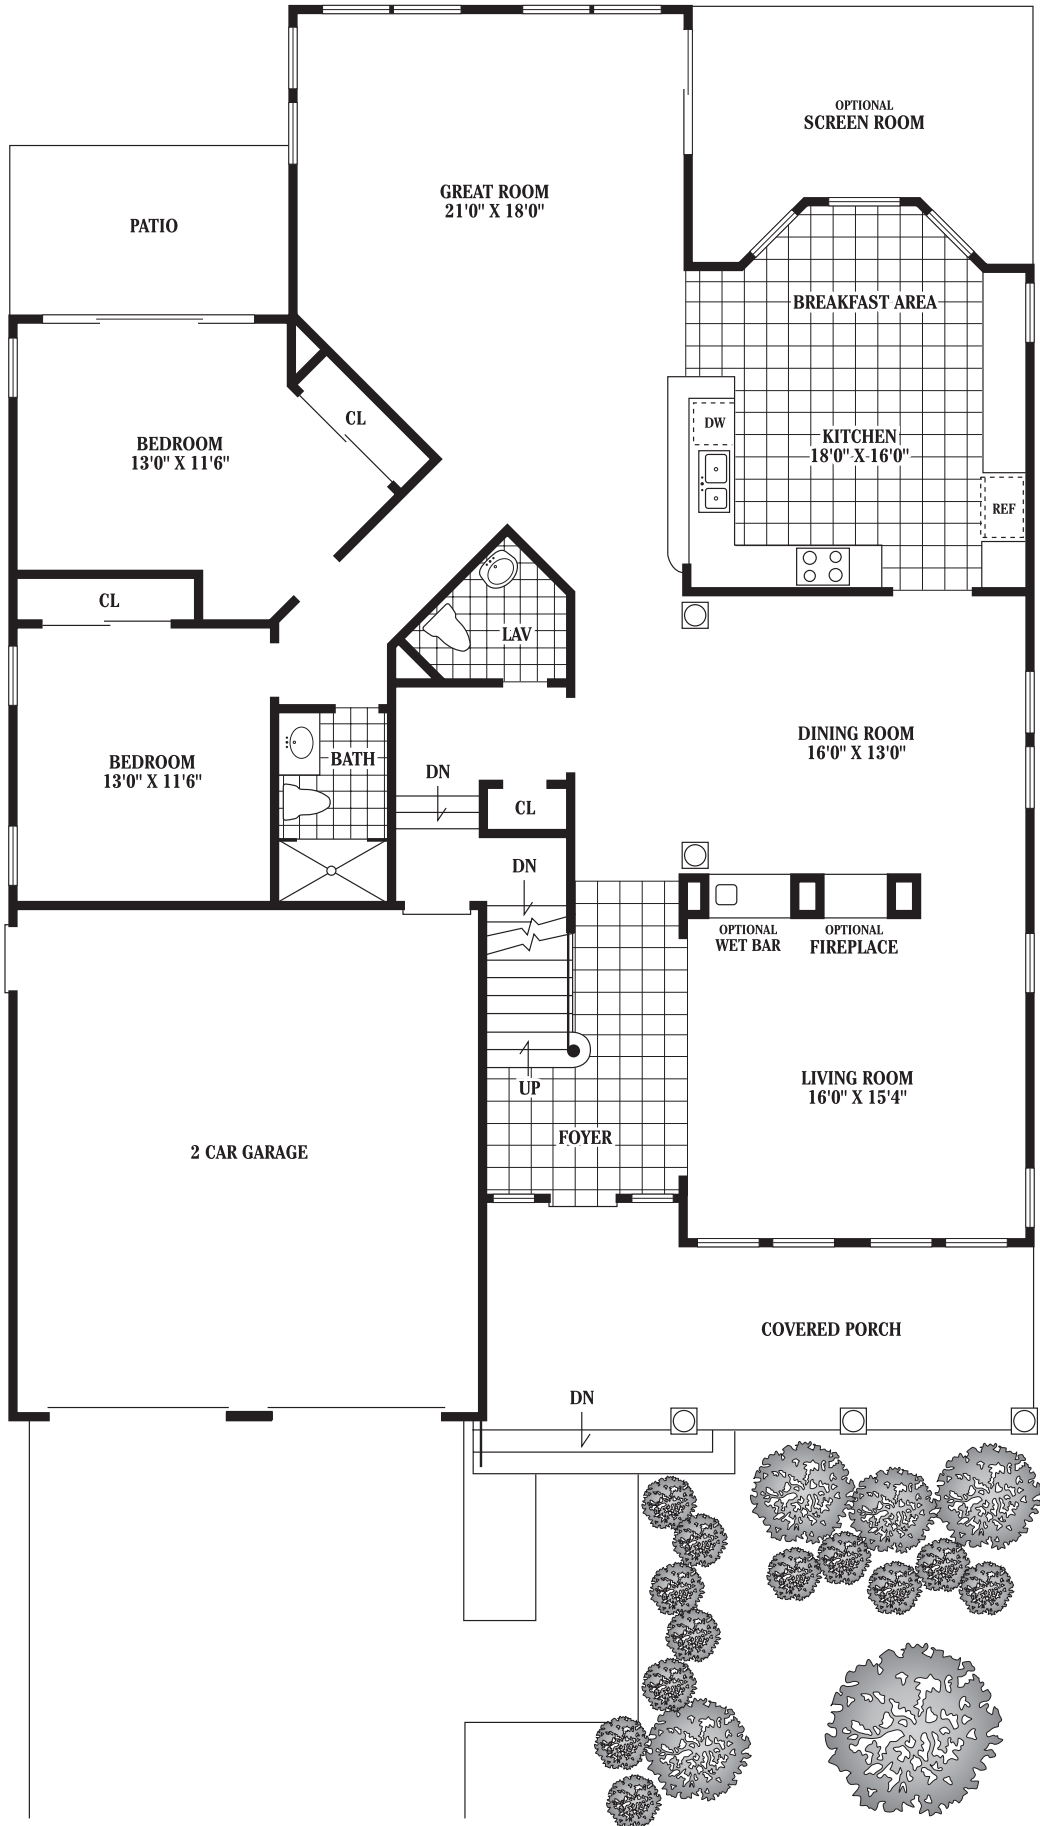 OPTIONAL
SCREEN ROOM
GREAT ROOM
21'0" X 18'0"
PATIO
BREAKFAST AREA
CL
DW
KITCHEN
18'0" X 16'0"
BEDROOM
13'0" X 11'6"
REF
CL
LAV
DINING ROOM
16'0" X 13'0"
BATH
BEDROOM
13'0" X 11'6"
DN
CL
DN
OPTIONAL
WET BAR
OPTIONAL
FIREPLACE
LIVING ROOM
16'0" X 15'4"
UP
FOYER
2 CAR GARAGE
COVERED PORCH
DN